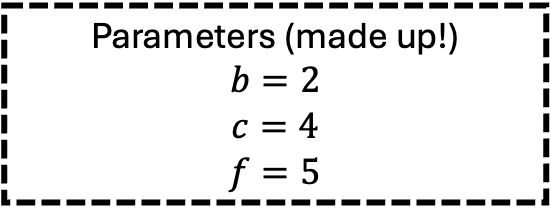 Parameters (made up!)
b = 2
c = 4
f = 5